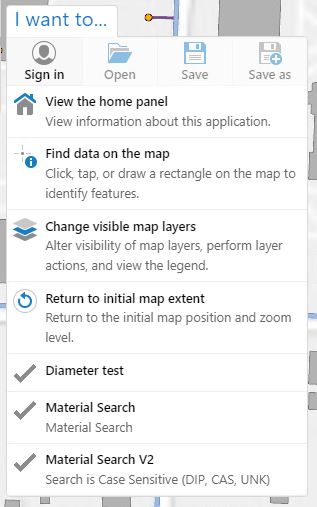 I want to...
Sign in
Open
Save
Save as
View the home panel
View information about this application.
Find data on the map
Click, tap, or draw a rectangle on the map to
identify features.
Change visible map layers
Alter visibility of map layers, perform layer
actions, and view the legend.
Return to initial map extent
Return to the initial map position and zoom
level.
Diameter test
Material Search
Material Search
Material Search V2
Search is Case Sensitive (DIP, CAS, UNK)